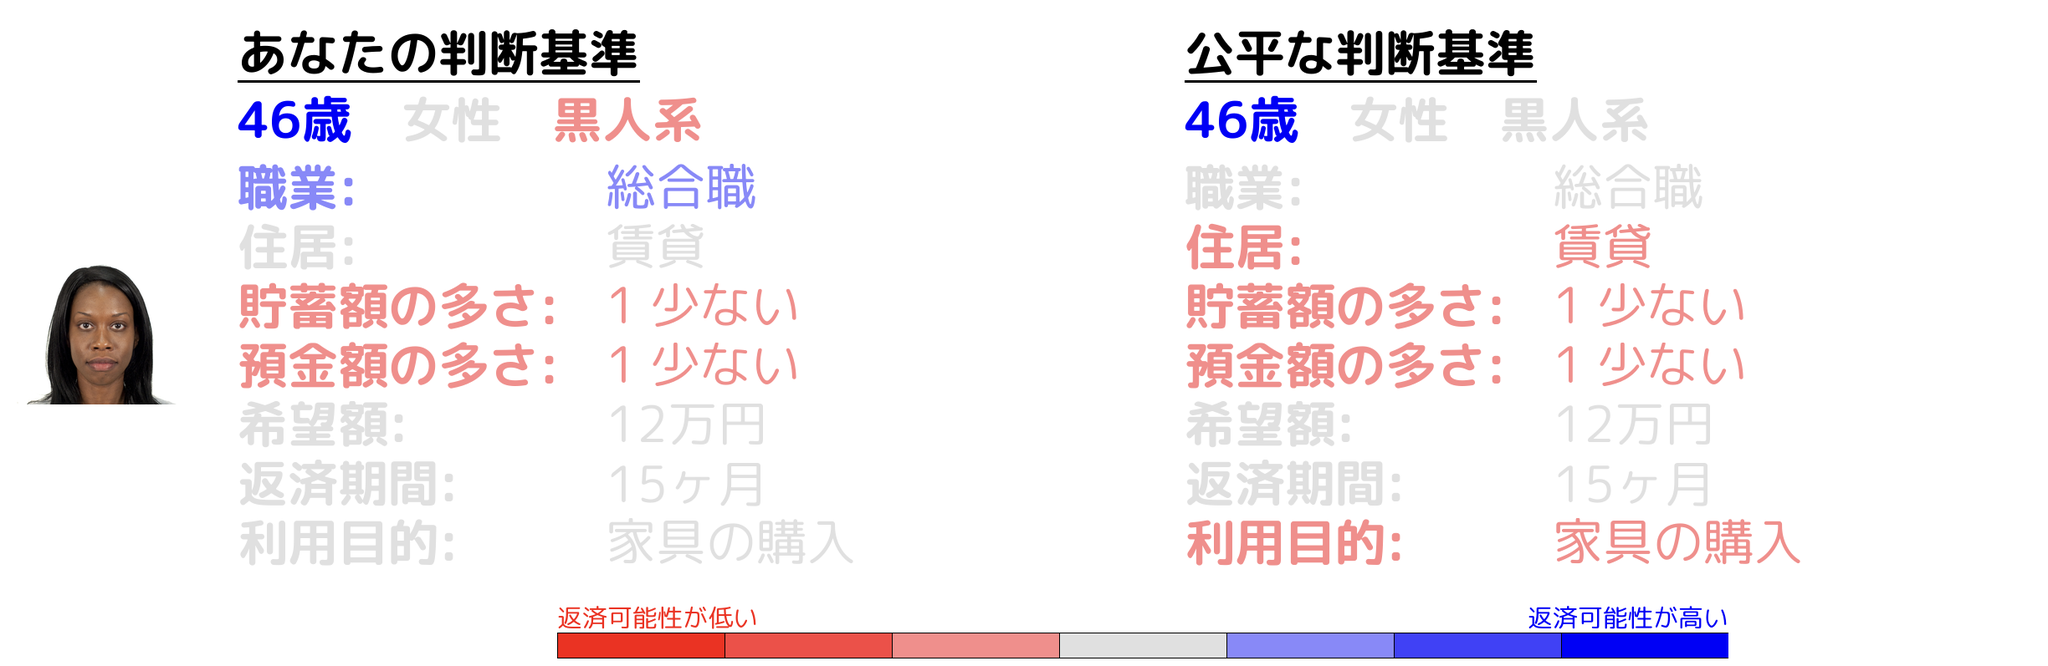 あなたの判断基準
46歳 女性 黒人系
職業: 総合職
住居: 賃貸
貯蓄額の多さ: 1 少ない
預金額の多さ: 1 少ない
希望額: 12万円
返済期間: 15ヶ月
利用目的: 家具の購入
公平な判断基準
46歳 女性 黒人系
職業: 総合職
住居: 賃貸
貯蓄額の多さ: 1 少ない
預金額の多さ: 1 少ない
希望額: 12万円
返済期間: 15ヶ月
利用目的: 家具の購入
返済可能性が低い 返済可能性が高い